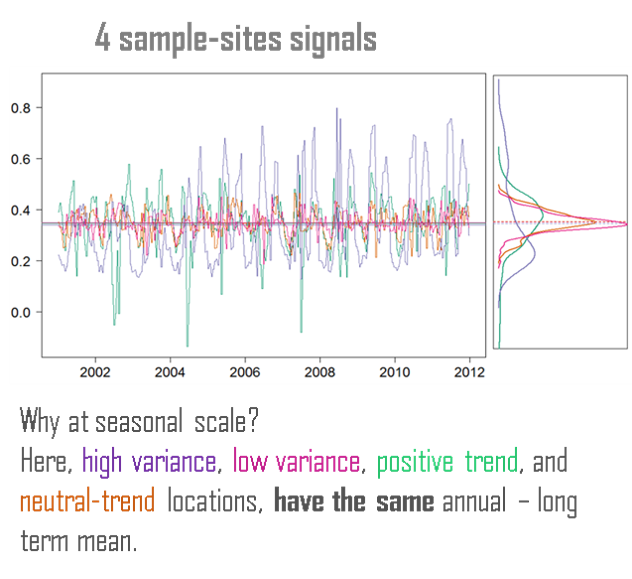 4 sample-sites signals
0.8
0.6
0.4
0.2
0.0
2002 2004 2006 2008 2010 2012
Why at seasonal scale?
Here, high variance, low variance, positive trend, and
neutral-trend locations, have the same annual – long
term mean.